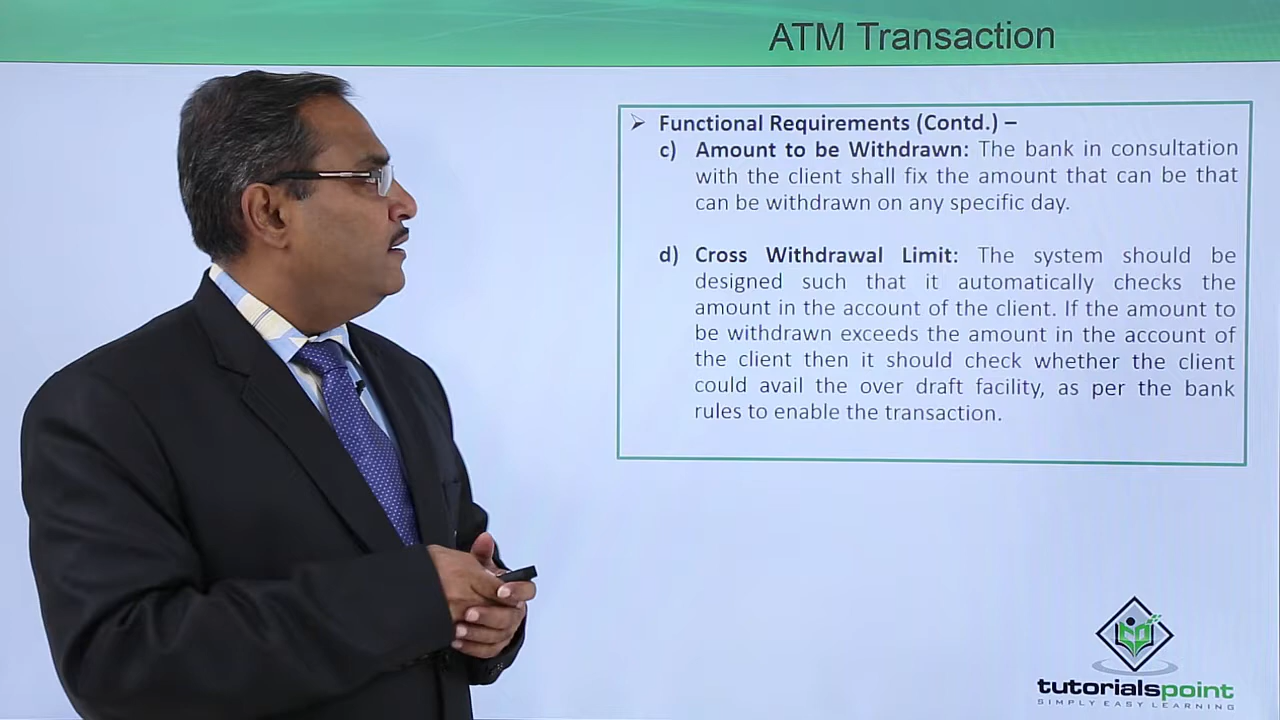 ATM Transaction
➢ Functional Requirements (Contd.) –
c) Amount to be Withdrawn: The bank in consultation
with the client shall fix the amount that can be that
can be withdrawn on any specific day.
d) Cross Withdrawal Limit: The system should be
designed such that it automatically checks the
amount in the account of the client. If the amount to
be withdrawn exceeds the amount in the account of
the client then it should check whether the client
could avail the over draft facility, as per the bank
rules to enable the transaction.
tutorialspoint
SIMPLY EASY LEARNING